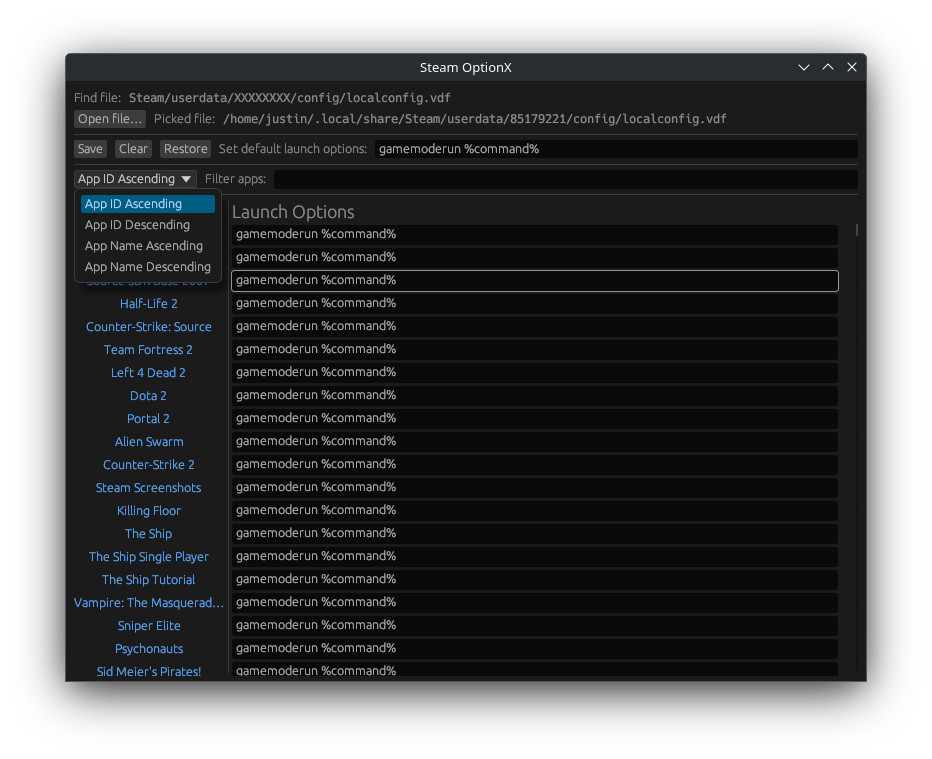 Steam OptionX
Find file: Steam/userdata/XXXXXXXX/config/localconfig.vdf
Open file... Picked file: /home/justin/.local/share/Steam/userdata/85179221/config/localconfig.vdf
Save Clear Restore Set default launch options: gamemoderun %command%
App ID Ascending Filter apps:
App ID Ascending
App ID Descending
App Name Ascending
App Name Descending
Launch Options
gamemoderun %command%
gamemoderun %command%
Source SDK Base 2007 gamemoderun %command%
Half-Life 2 gamemoderun %command%
Counter-Strike: Source gamemoderun %command%
Team Fortress 2 gamemoderun %command%
Left 4 Dead 2 gamemoderun %command%
Dota 2 gamemoderun %command%
Portal 2 gamemoderun %command%
Alien Swarm gamemoderun %command%
Counter-Strike 2 gamemoderun %command%
Steam Screenshots gamemoderun %command%
Killing Floor gamemoderun %command%
The Ship gamemoderun %command%
The Ship Single Player gamemoderun %command%
The Ship Tutorial gamemoderun %command%
Vampire: The Masquerad... gamemoderun %command%
Sniper Elite gamemoderun %command%
Psychonauts gamemoderun %command%
Sid Meier's Pirates! gamemoderun %command%